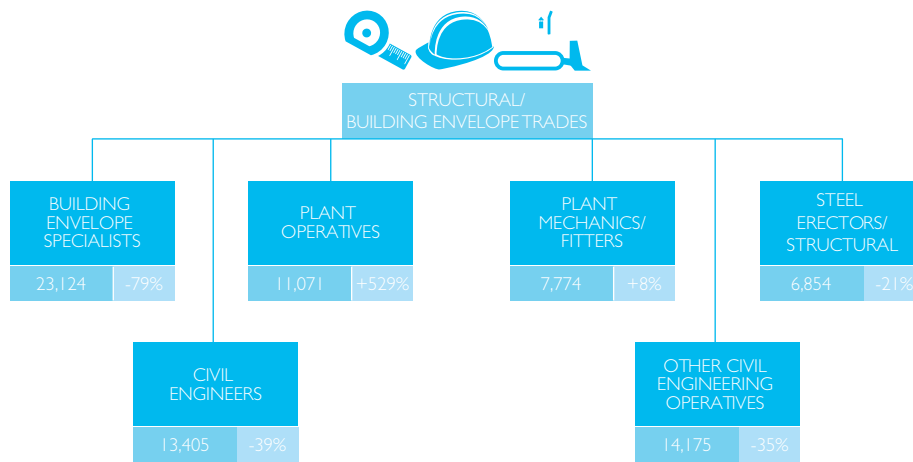 STRUCTURAL/
BUILDING ENVELOPE TRADES
BUILDING
ENVELOPE
SPECIALISTS
23,124 -79%
PLANT
OPERATIVES
11,071 +529%
PLANT
MECHANICS/
FITTERS
7,774 +8%
STEEL
ERECTORS/
STRUCTURAL
6,854 -21%
CIVIL
ENGINEERS
13,405 -39%
OTHER CIVIL
ENGINEERING
OPERATIVES
14,175 -35%